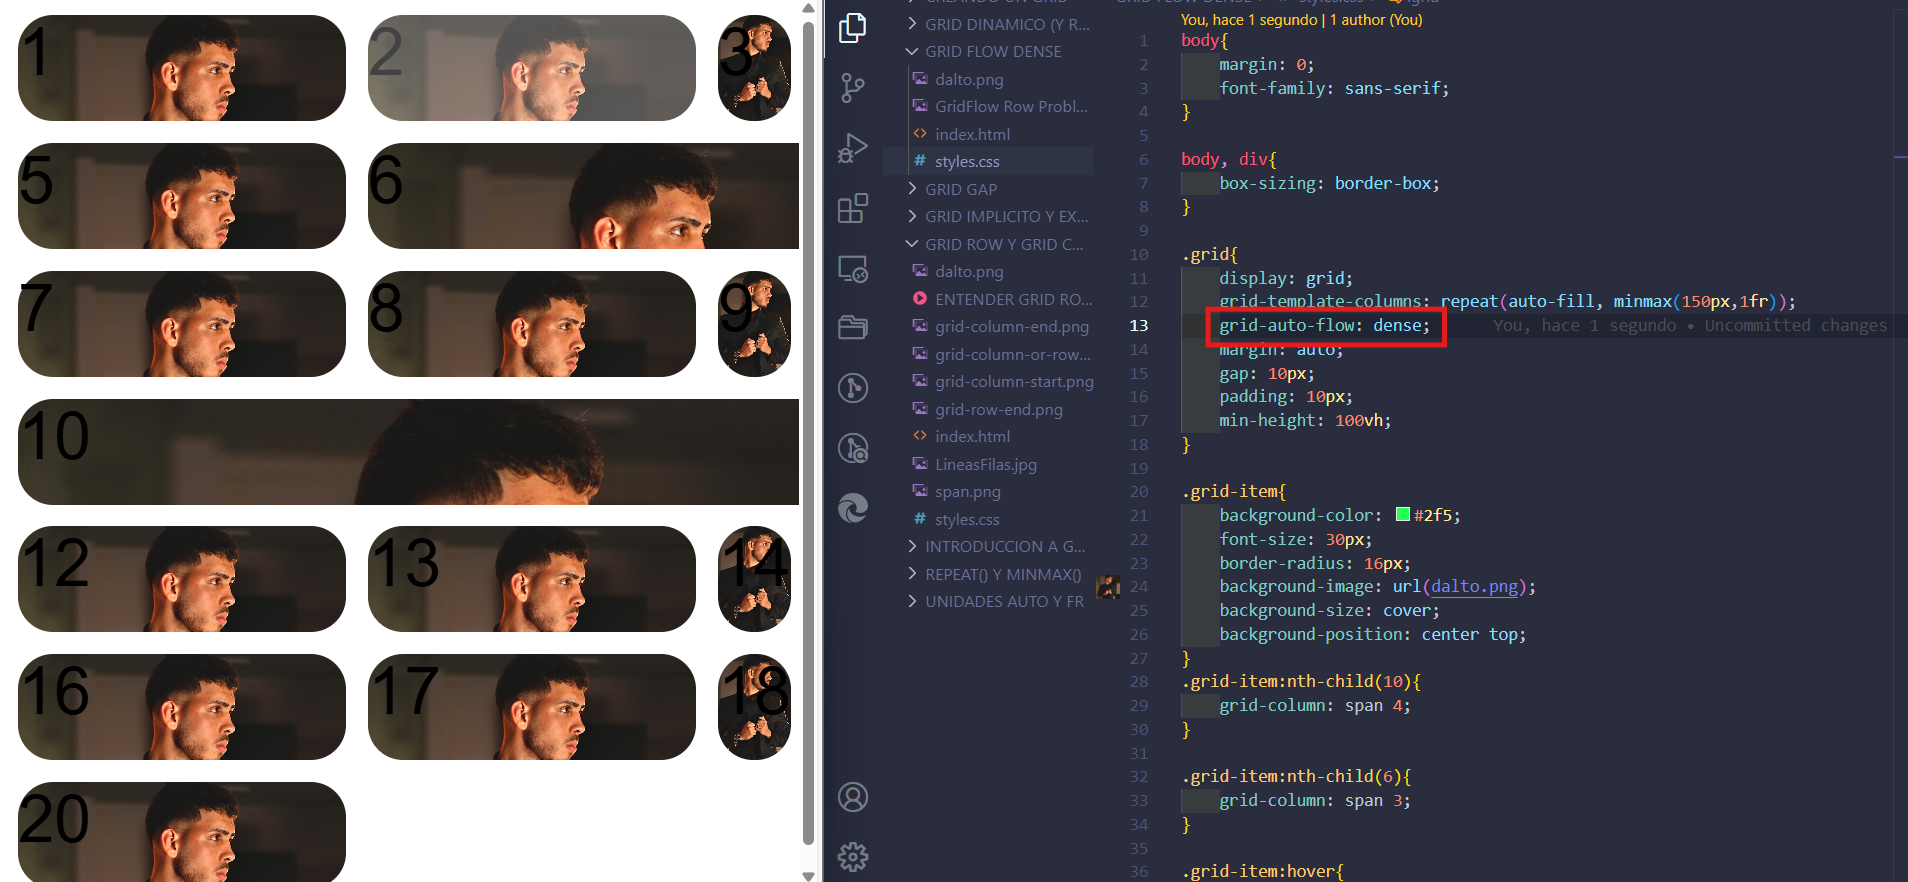 1
2
3
5
6
7
8
9
10
12
13
14
16
17
18
20
GRID DINAMICO (Y R...
GRID FLOW DENSE
dalto.png
GridFlow Row Probl...
index.html
# styles.css
GRID GAP
GRID IMPLICITO Y EX...
GRID ROW Y GRID C...
dalto.png
ENTENDER GRID RO...
grid-column-end.png
grid-column-or-row...
grid-column-start.png
grid-row-end.png
index.html
LineasFilas.jpg
span.png
# styles.css
INTRODUCCION A G...
REPEAT() Y MINMAX()
UNIDADES AUTO Y FR
You, hace 1 segundo | 1 author (You)
1 body{
2 margin: 0;
3 font-family: sans-serif;
4 }
5
6 body, div{
7 box-sizing: border-box;
8 }
9
10 .grid{
11 display: grid;
12 grid-template-columns: repeat(auto-fill, minmax(150px,1fr));
13 grid-auto-flow: dense; You, hace 1 segundo • Uncommitted changes
14 margin: auto;
15 gap: 10px;
16 padding: 10px;
17 min-height: 100vh;
18 }
19
20 .grid-item{
21 background-color: #2f5;
22 font-size: 30px;
23 border-radius: 16px;
24 background-image: url(dalto.png);
25 background-size: cover;
26 background-position: center top;
27 }
28 .grid-item:nth-child(10){
29 grid-column: span 4;
30 }
31
32 .grid-item:nth-child(6){
33 grid-column: span 3;
34 }
35
36 .grid-item:hover{